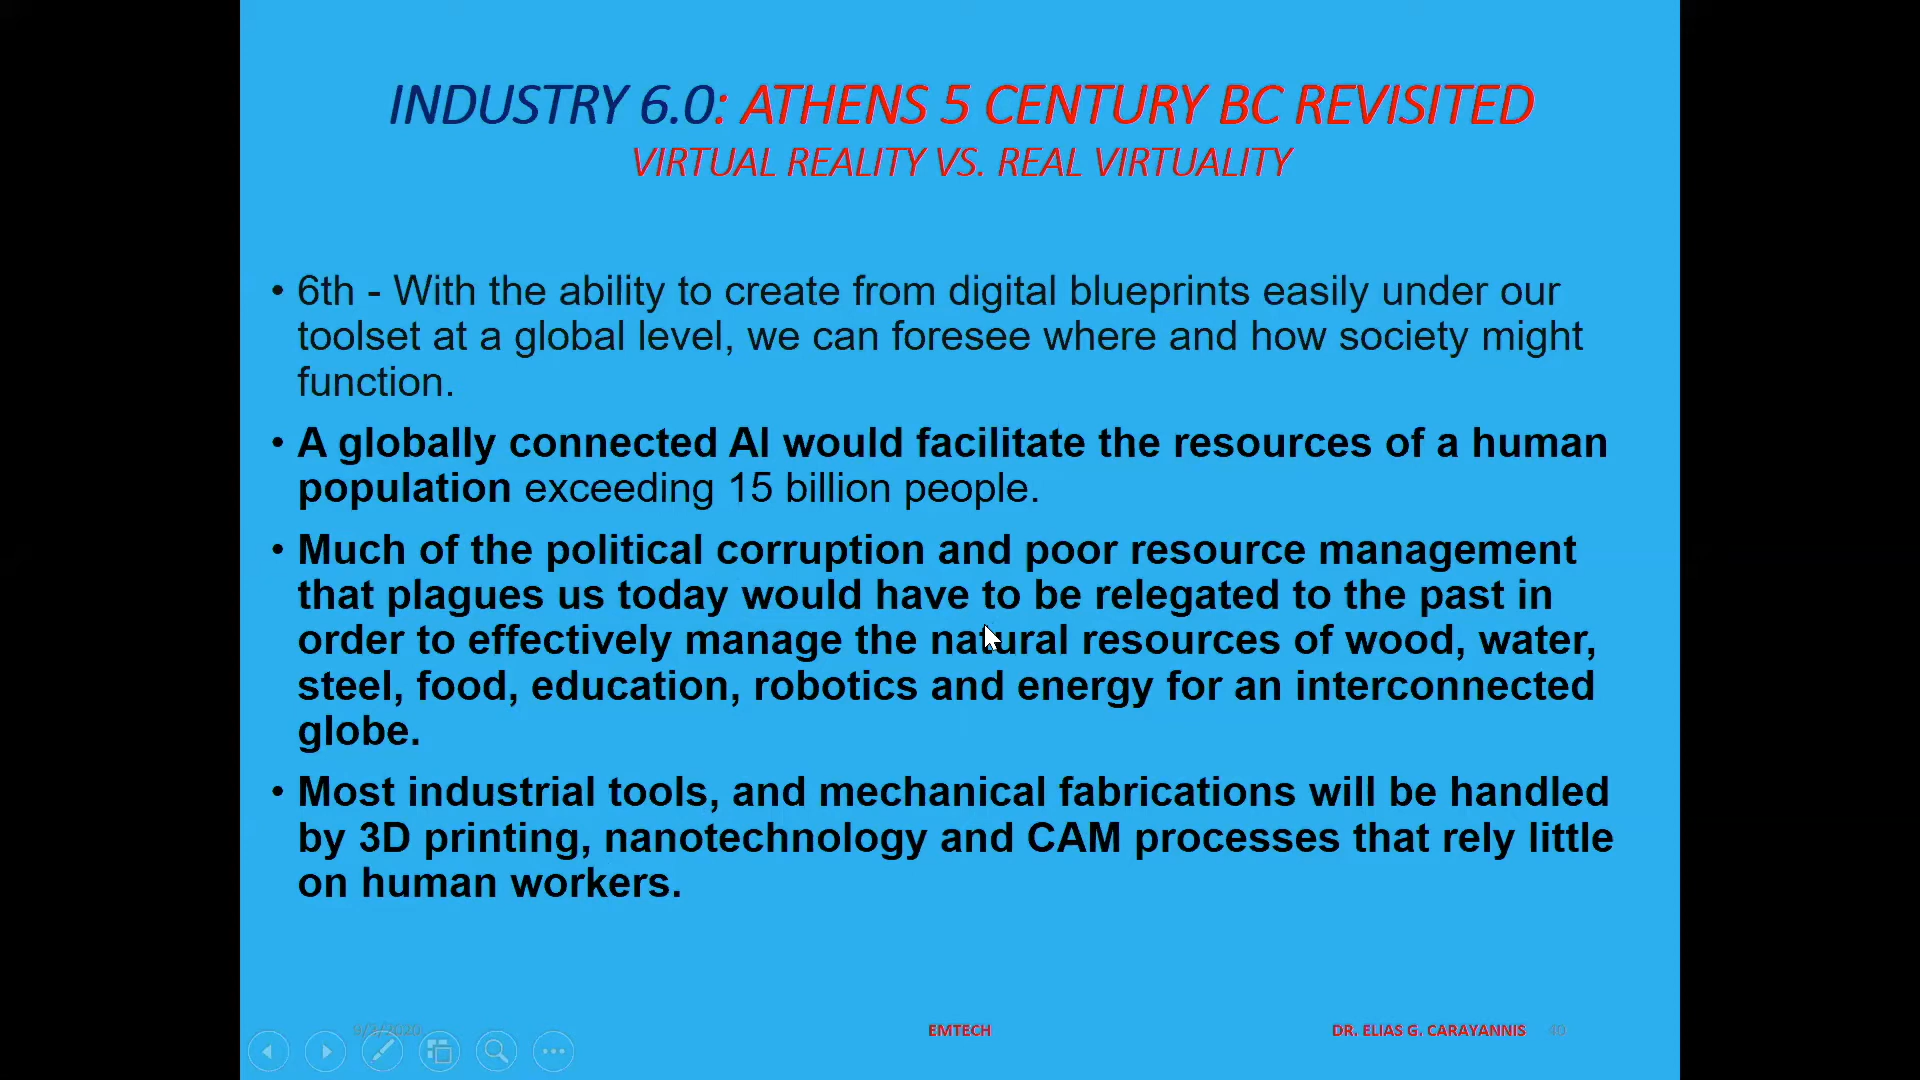 INDUSTRY 6.0: ATHENS 5 CENTURY BC REVISITED
VIRTUAL REALITY VS. REAL VIRTUALITY
• 6th - With the ability to create from digital blueprints easily under our
toolset at a global level, we can foresee where and how society might
function.
• A globally connected AI would facilitate the resources of a human
population exceeding 15 billion people.
• Much of the political corruption and poor resource management
that plagues us today would have to be relegated to the past in
order to effectively manage the natural resources of wood, water,
steel, food, education, robotics and energy for an interconnected
globe.
• Most industrial tools, and mechanical fabrications will be handled
by 3D printing, nanotechnology and CAM processes that rely little
on human workers.
EMTECH
DR. ELIAS G. CARAYANNIS
40